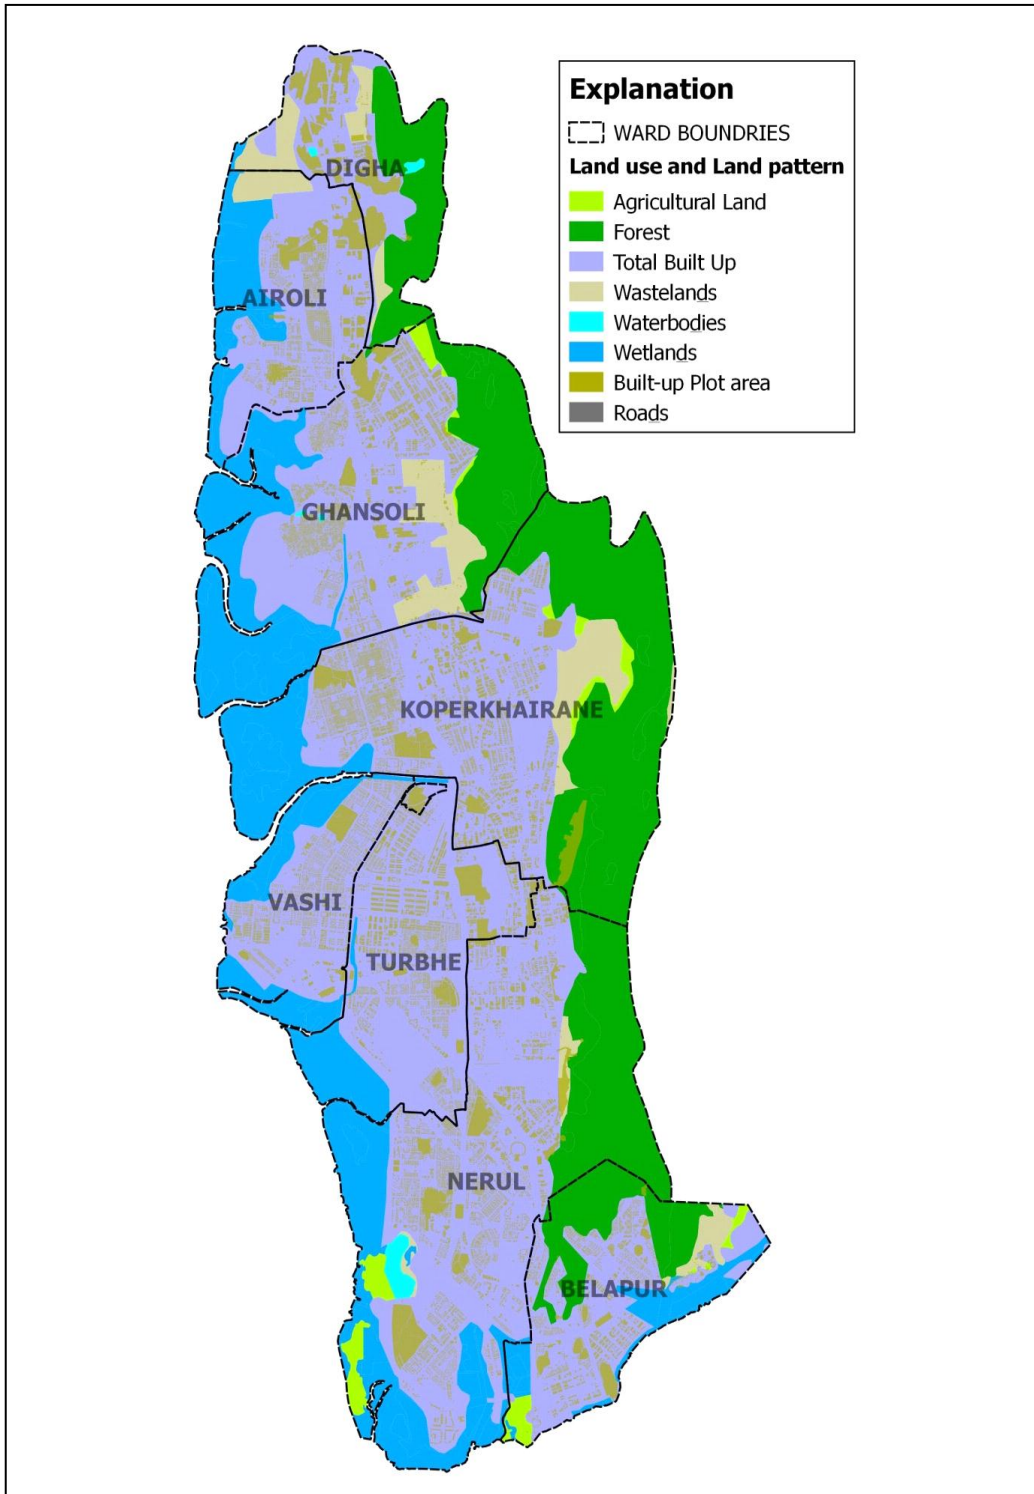 Explanation
WARD BOUNDRIES
Land use and Land pattern
Agricultural Land
Forest
Total Built Up
Wastelands
Waterbodies
Wetlands
Built-up Plot area
Roads
DIGHA
AIROLI
GHANSOLI
KOPERKHAIRANE
VASHI
TURBHE
NERUL
BELAPUR